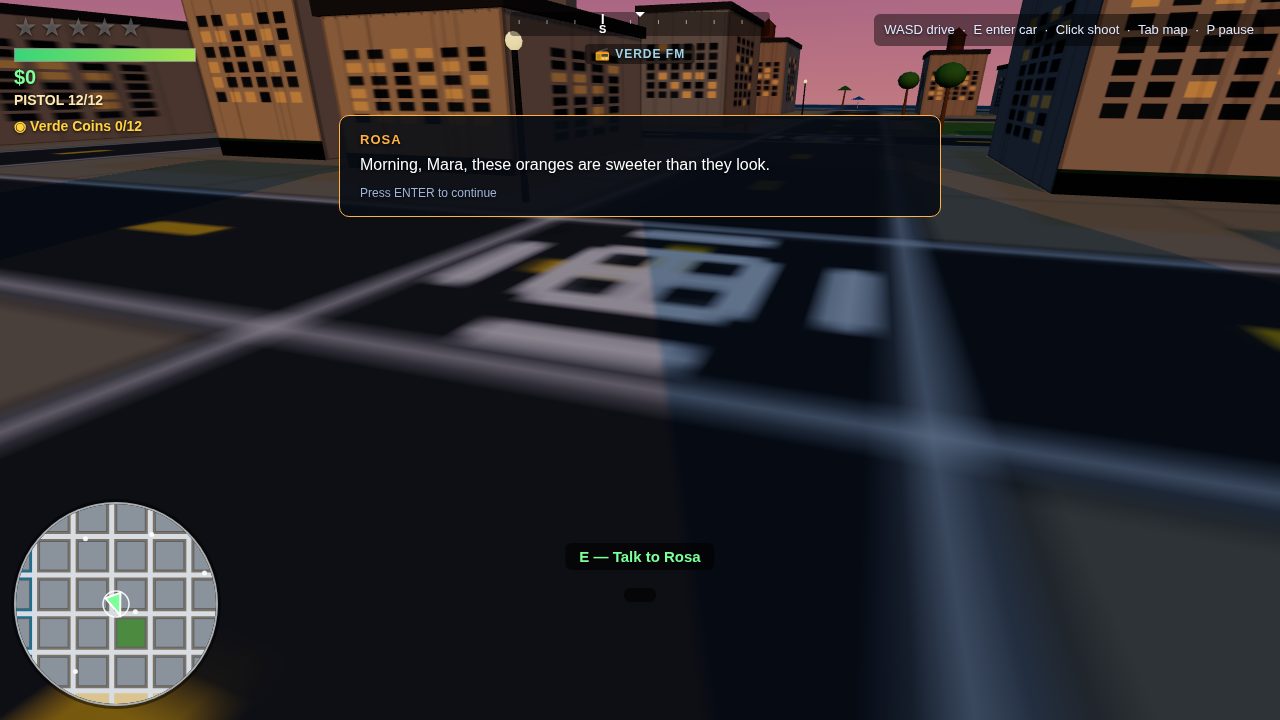 S
VERDE FM
WASD drive · E enter car · Click shoot · Tab map · P pause
$0
PISTOL 12/12
Verde Coins 0/12
ROSA
Morning, Mara, these oranges are sweeter than they look.
Press ENTER to continue
E — Talk to Rosa